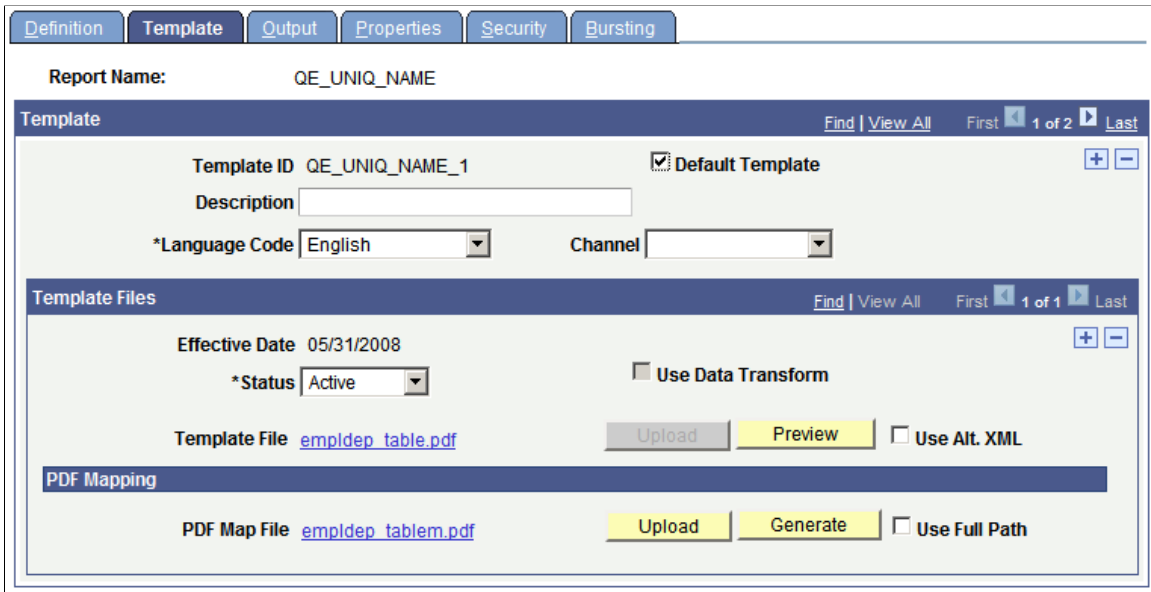 Definition Template Output Properties Security Bursting
Report Name: QE_UNIQ_NAME
Template Find | View All First 1 of 2 Last
Template ID QE_UNIQ_NAME_1 Default Template
Description
*Language Code English Channel
Template Files Find | View All First 1 of 1 Last
Effective Date 05/31/2008
*Status Active Use Data Transform
Template File empldep_table.pdf Upload Preview Use Alt. XML
PDF Mapping
PDF Map File empldep_tablem.pdf Upload Generate Use Full Path